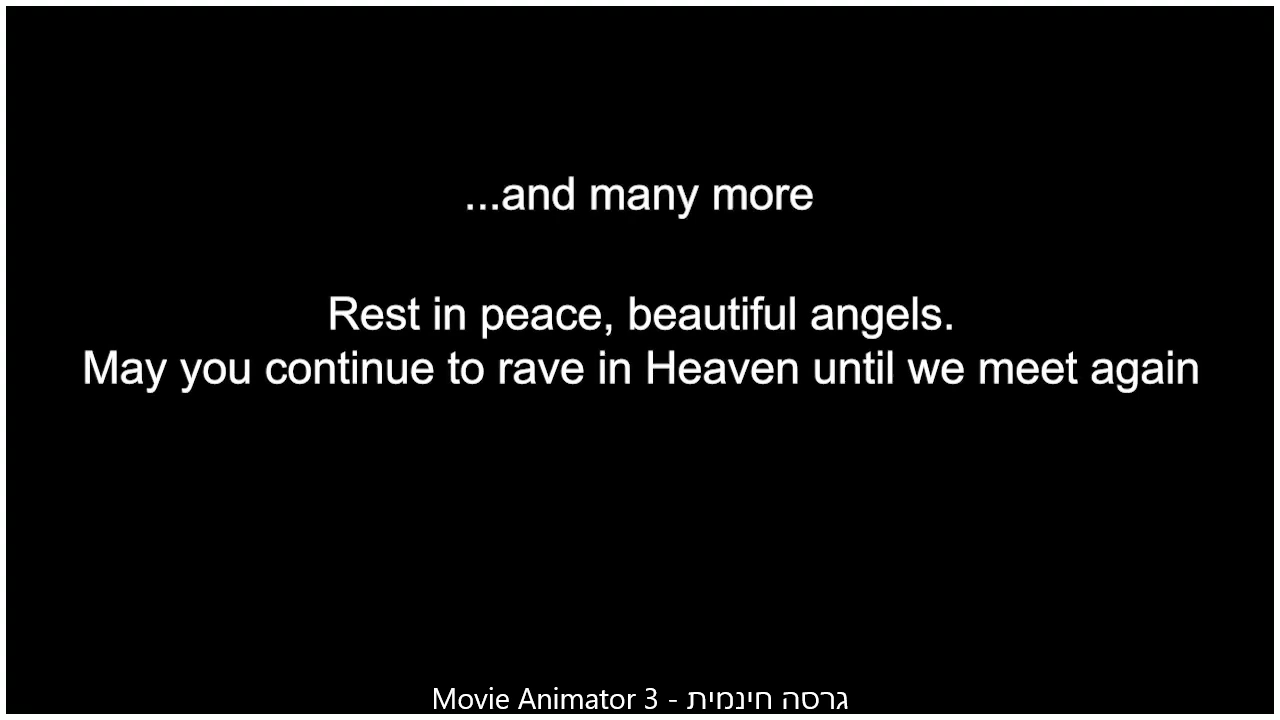 ...and many more
Rest in peace, beautiful angels.
May you continue to rave in Heaven until we meet again
Movie Animator 3 - גרסה חינמית